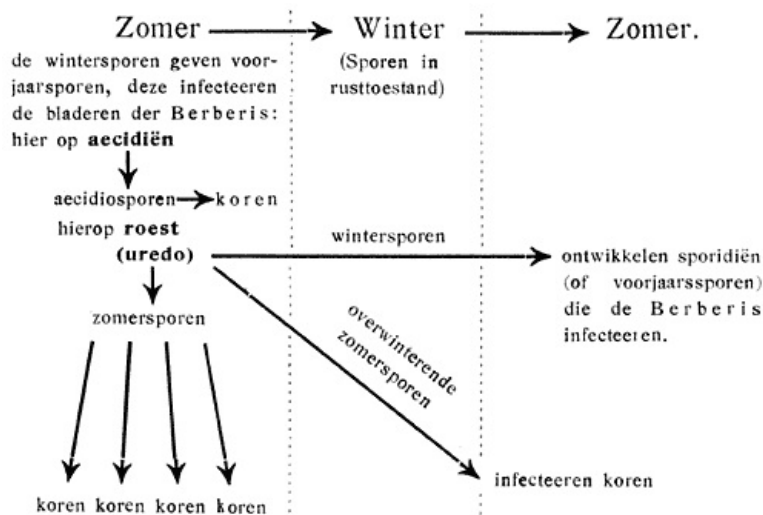 Zomer
Winter
Zomer.
de wintersporen geven voor-
jaarsporen, deze infecteeren
de bladeren der Berberis:
hier op aecidiën
(Sporen in
rusttoestand)
aecidiosporen
koren
hierop roest
(uredo)
wintersporen
ontwikkelen sporidiën
(of voorjaarssporen)
die de Berberis
infecteeren.
zomersporen
overwinterende
zomersporen
infecteeren koren
koren koren koren koren